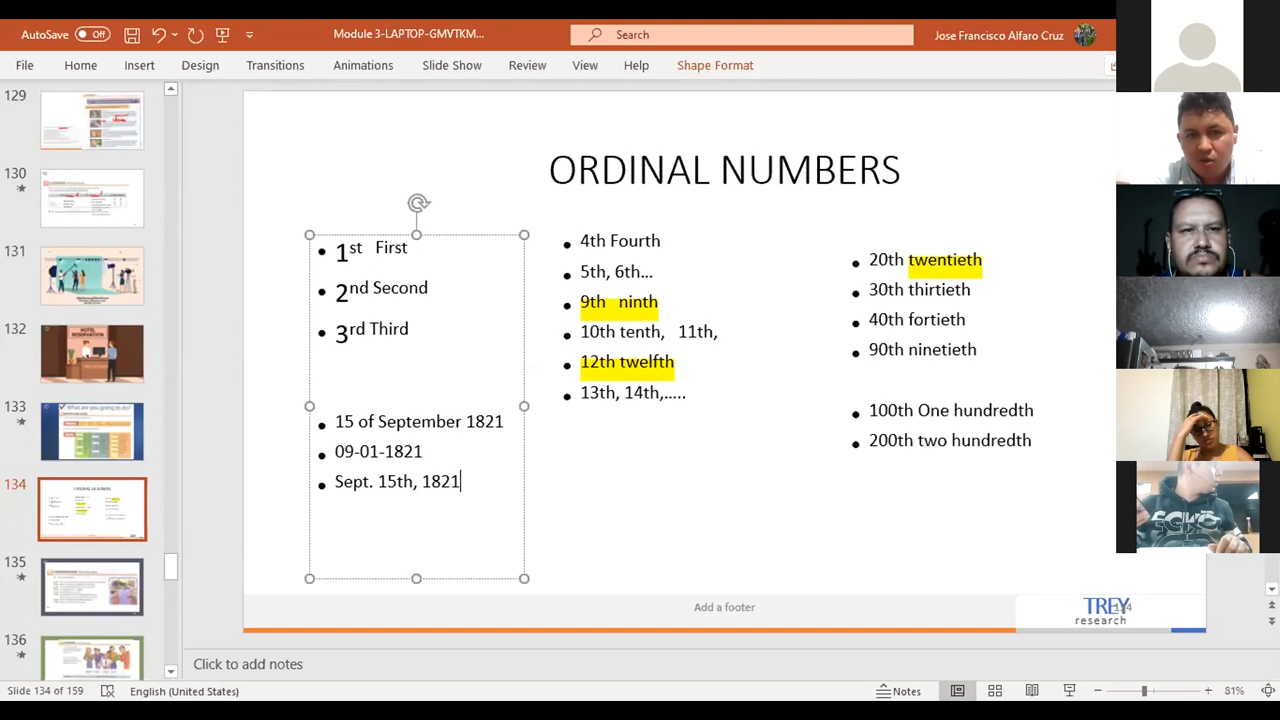 AutoSave Off Module 3-LAPTOP-GMVTKM... Search Jose Francisco Alfaro Cruz
File Home Insert Design Transitions Animations Slide Show Review View Help Shape Format
129
130
131
132
133
134
135
136
ORDINAL NUMBERS
1st First
2nd Second
3rd Third
15 of September 1821
09-01-1821
Sept. 15th, 1821
4th Fourth
5th, 6th...
9th ninth
10th tenth, 11th,
12th twelfth
13th, 14th,.....
20th twentieth
30th thirtieth
40th fortieth
90th ninetieth
100th One hundredth
200th two hundredth
Add a footer
TREY
research
134
Click to add notes
Slide 134 of 159 English (United States) Notes 81%